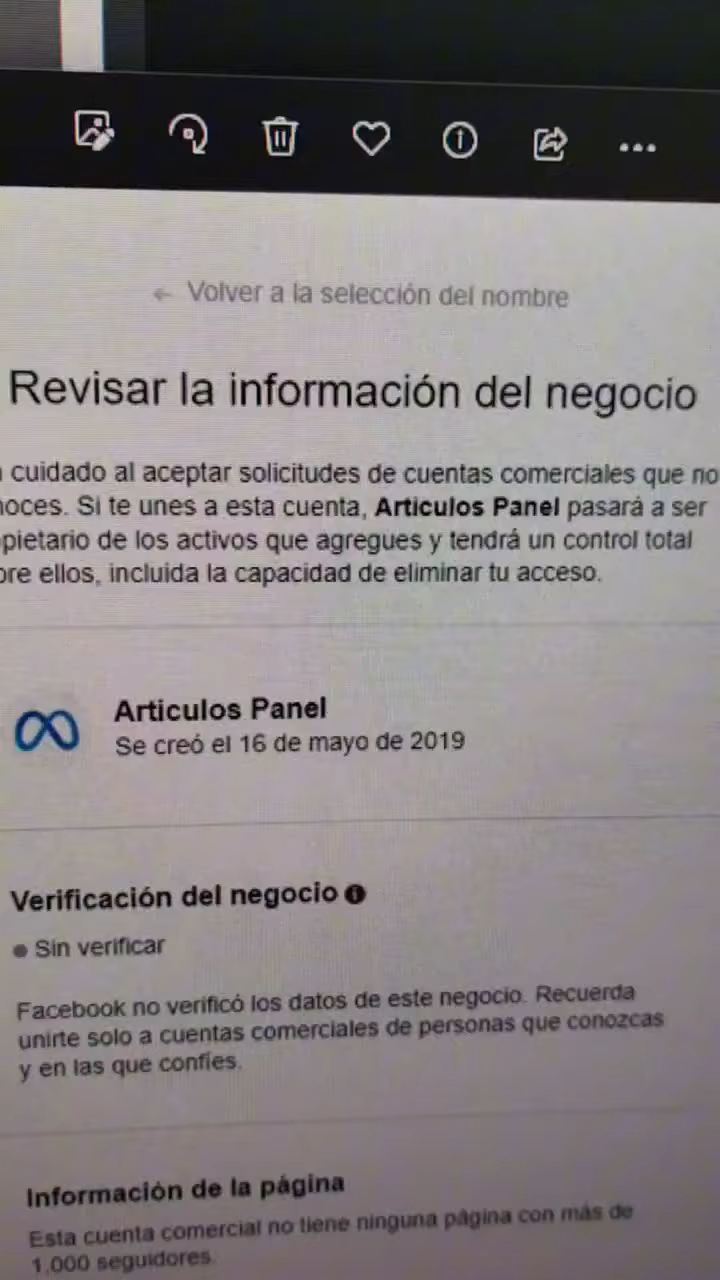 ← Volver a la selección del nombre
Revisar la información del negocio
cuidado al aceptar solicitudes de cuentas comerciales que no
noces. Si te unes a esta cuenta, Articulos Panel pasará a ser
pietario de los activos que agregues y tendrá un control total
bre ellos, incluida la capacidad de eliminar tu acceso.
Articulos Panel
Se creó el 16 de mayo de 2019
Verificación del negocio
Sin verificar
Facebook no verificó los datos de este negocio. Recuerda
unirte solo a cuentas comerciales de personas que conozcas
y en las que confíes.
Información de la página
Esta cuenta comercial no tiene ninguna página con más de
1.000 seguidores.